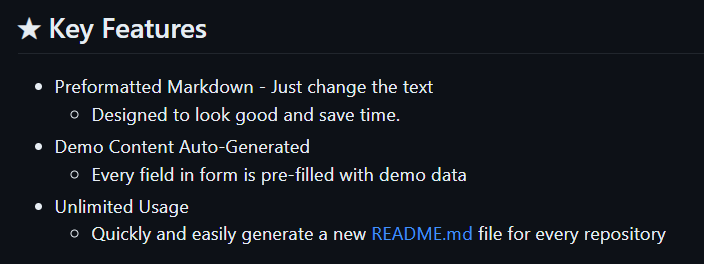 ★ Key Features
Preformatted Markdown - Just change the text
Designed to look good and save time.
Demo Content Auto-Generated
Every field in form is pre-filled with demo data
Unlimited Usage
Quickly and easily generate a new README.md file for every repository